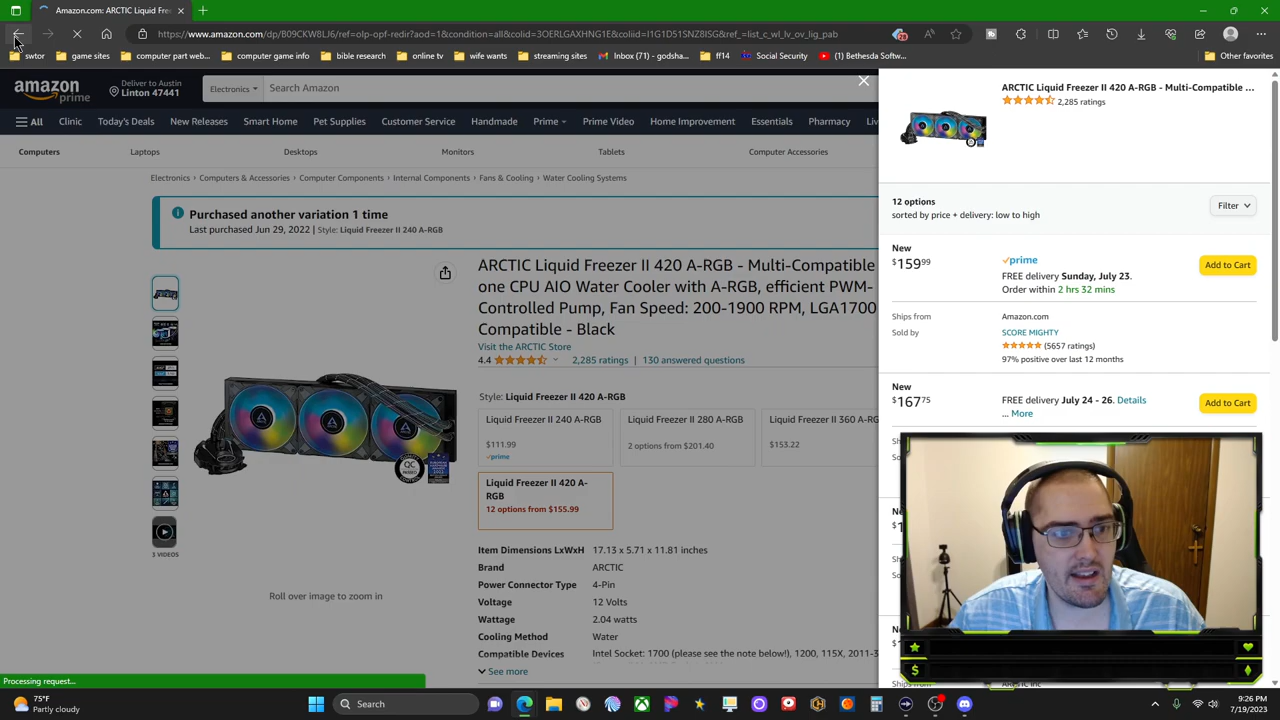 Amazon.com: ARCTIC Liquid Freez
https://www.amazon.com/dp/B09CKW8LJ6/ref=olp-opf-redir?aod=1&condition=all&colid=3OERLGAXHNG1E&coliid=I1G1D51SNZ8ISG&ref_=list_c_wl_lv_ov_lig_pab
swtor
game sites
computer part web...
computer game info
wife wants
streaming
Inbox (71) - godsha...
ff14
Social Security
(1) Bethesda Softw...
Other favorites
amazon
prime
Deliver to Austin
Linton 47441
Electronics
Search Amazon
All
Clinic
Today's Deals
New Releases
Smart Home
Pet Supplies
Customer Service
Handmade
Prime
Prime Video
Home Improvement
Essentials
Pharmacy
Computers
Laptops
Desktops
Monitors
Tablets
Computer Accessories
Electronics › Computers & Accessories › Computer Components › Internal Components › Fans & Cooling › Water Cooling Systems
Purchased another variation 1 time
Last purchased Jun 29, 2022 | Style: Liquid Freezer II 240 A-RGB
ARCTIC Liquid Freezer II 420 A-RGB - Multi-Compatible
one CPU AIO Water Cooler with A-RGB, efficient PWM-
Controlled Pump, Fan Speed: 200-1900 RPM, LGA1700
Compatible - Black
Visit the ARCTIC Store
4.4
2,285 ratings | 130 answered questions
Style: Liquid Freezer II 420 A-RGB
Liquid Freezer II 240 A-RGB
$111.99
prime
Liquid Freezer II 280 A-RGB
2 options from $201.40
Liquid Freezer II 360 A-RG
$153.22
Liquid Freezer II 420 A-
RGB
12 options from $155.99
3 VIDEOS
Roll over image to zoom in
Item Dimensions LxWxH 17.13 x 5.71 x 11.81 inches
Brand ARCTIC
Power Connector Type 4-Pin
Voltage 12 Volts
Wattage 2.04 watts
Cooling Method Water
Compatible Devices Intel Socket: 1700 (please see the note below!), 1200, 115X, 2011-3
See more
ARCTIC Liquid Freezer II 420 A-RGB - Multi-Compatible ...
2,285 ratings
12 options
sorted by price + delivery: low to high
Filter
New
$159.99
prime
FREE delivery Sunday, July 23.
Order within 2 hrs 32 mins
Add to Cart
Ships from Amazon.com
Sold by SCORE MIGHTY
(5657 ratings)
97% positive over last 12 months
New
$167.75
FREE delivery July 24 - 26. Details
... More
Add to Cart
Processing request...
75°F
Partly cloudy
Search
9:26 PM
7/19/2023